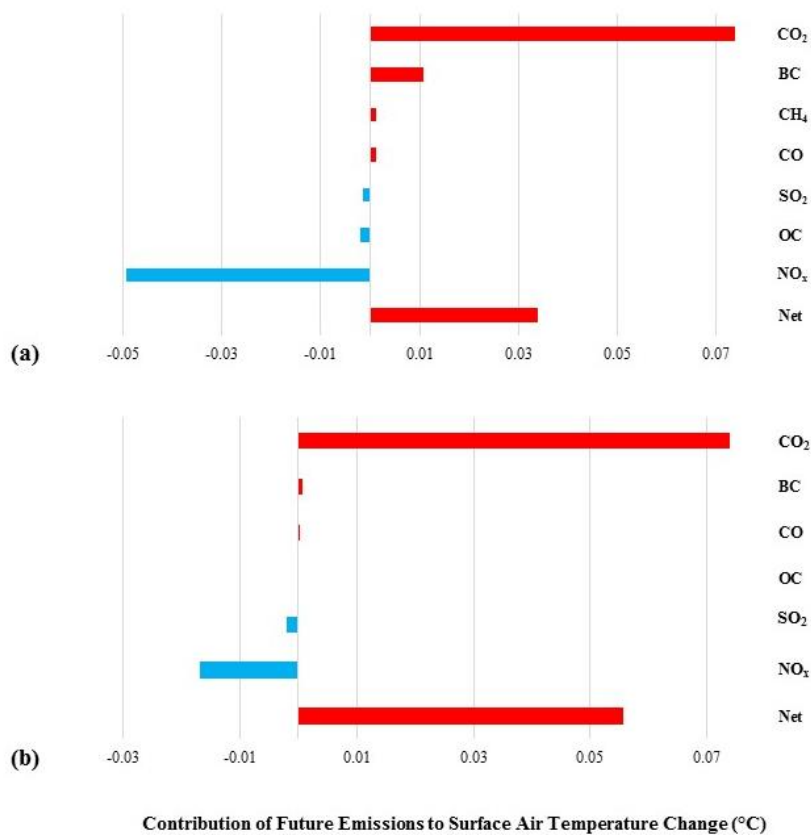 CO₂
BC
CH₄
CO
SO₂
OC
NOₓ
Net
(a)
-0.05 -0.03 -0.01 0.01 0.03 0.05 0.07
CO₂
BC
CO
OC
SO₂
NOₓ
Net
(b)
-0.03 -0.01 0.01 0.03 0.05 0.07
Contribution of Future Emissions to Surface Air Temperature Change (°C)